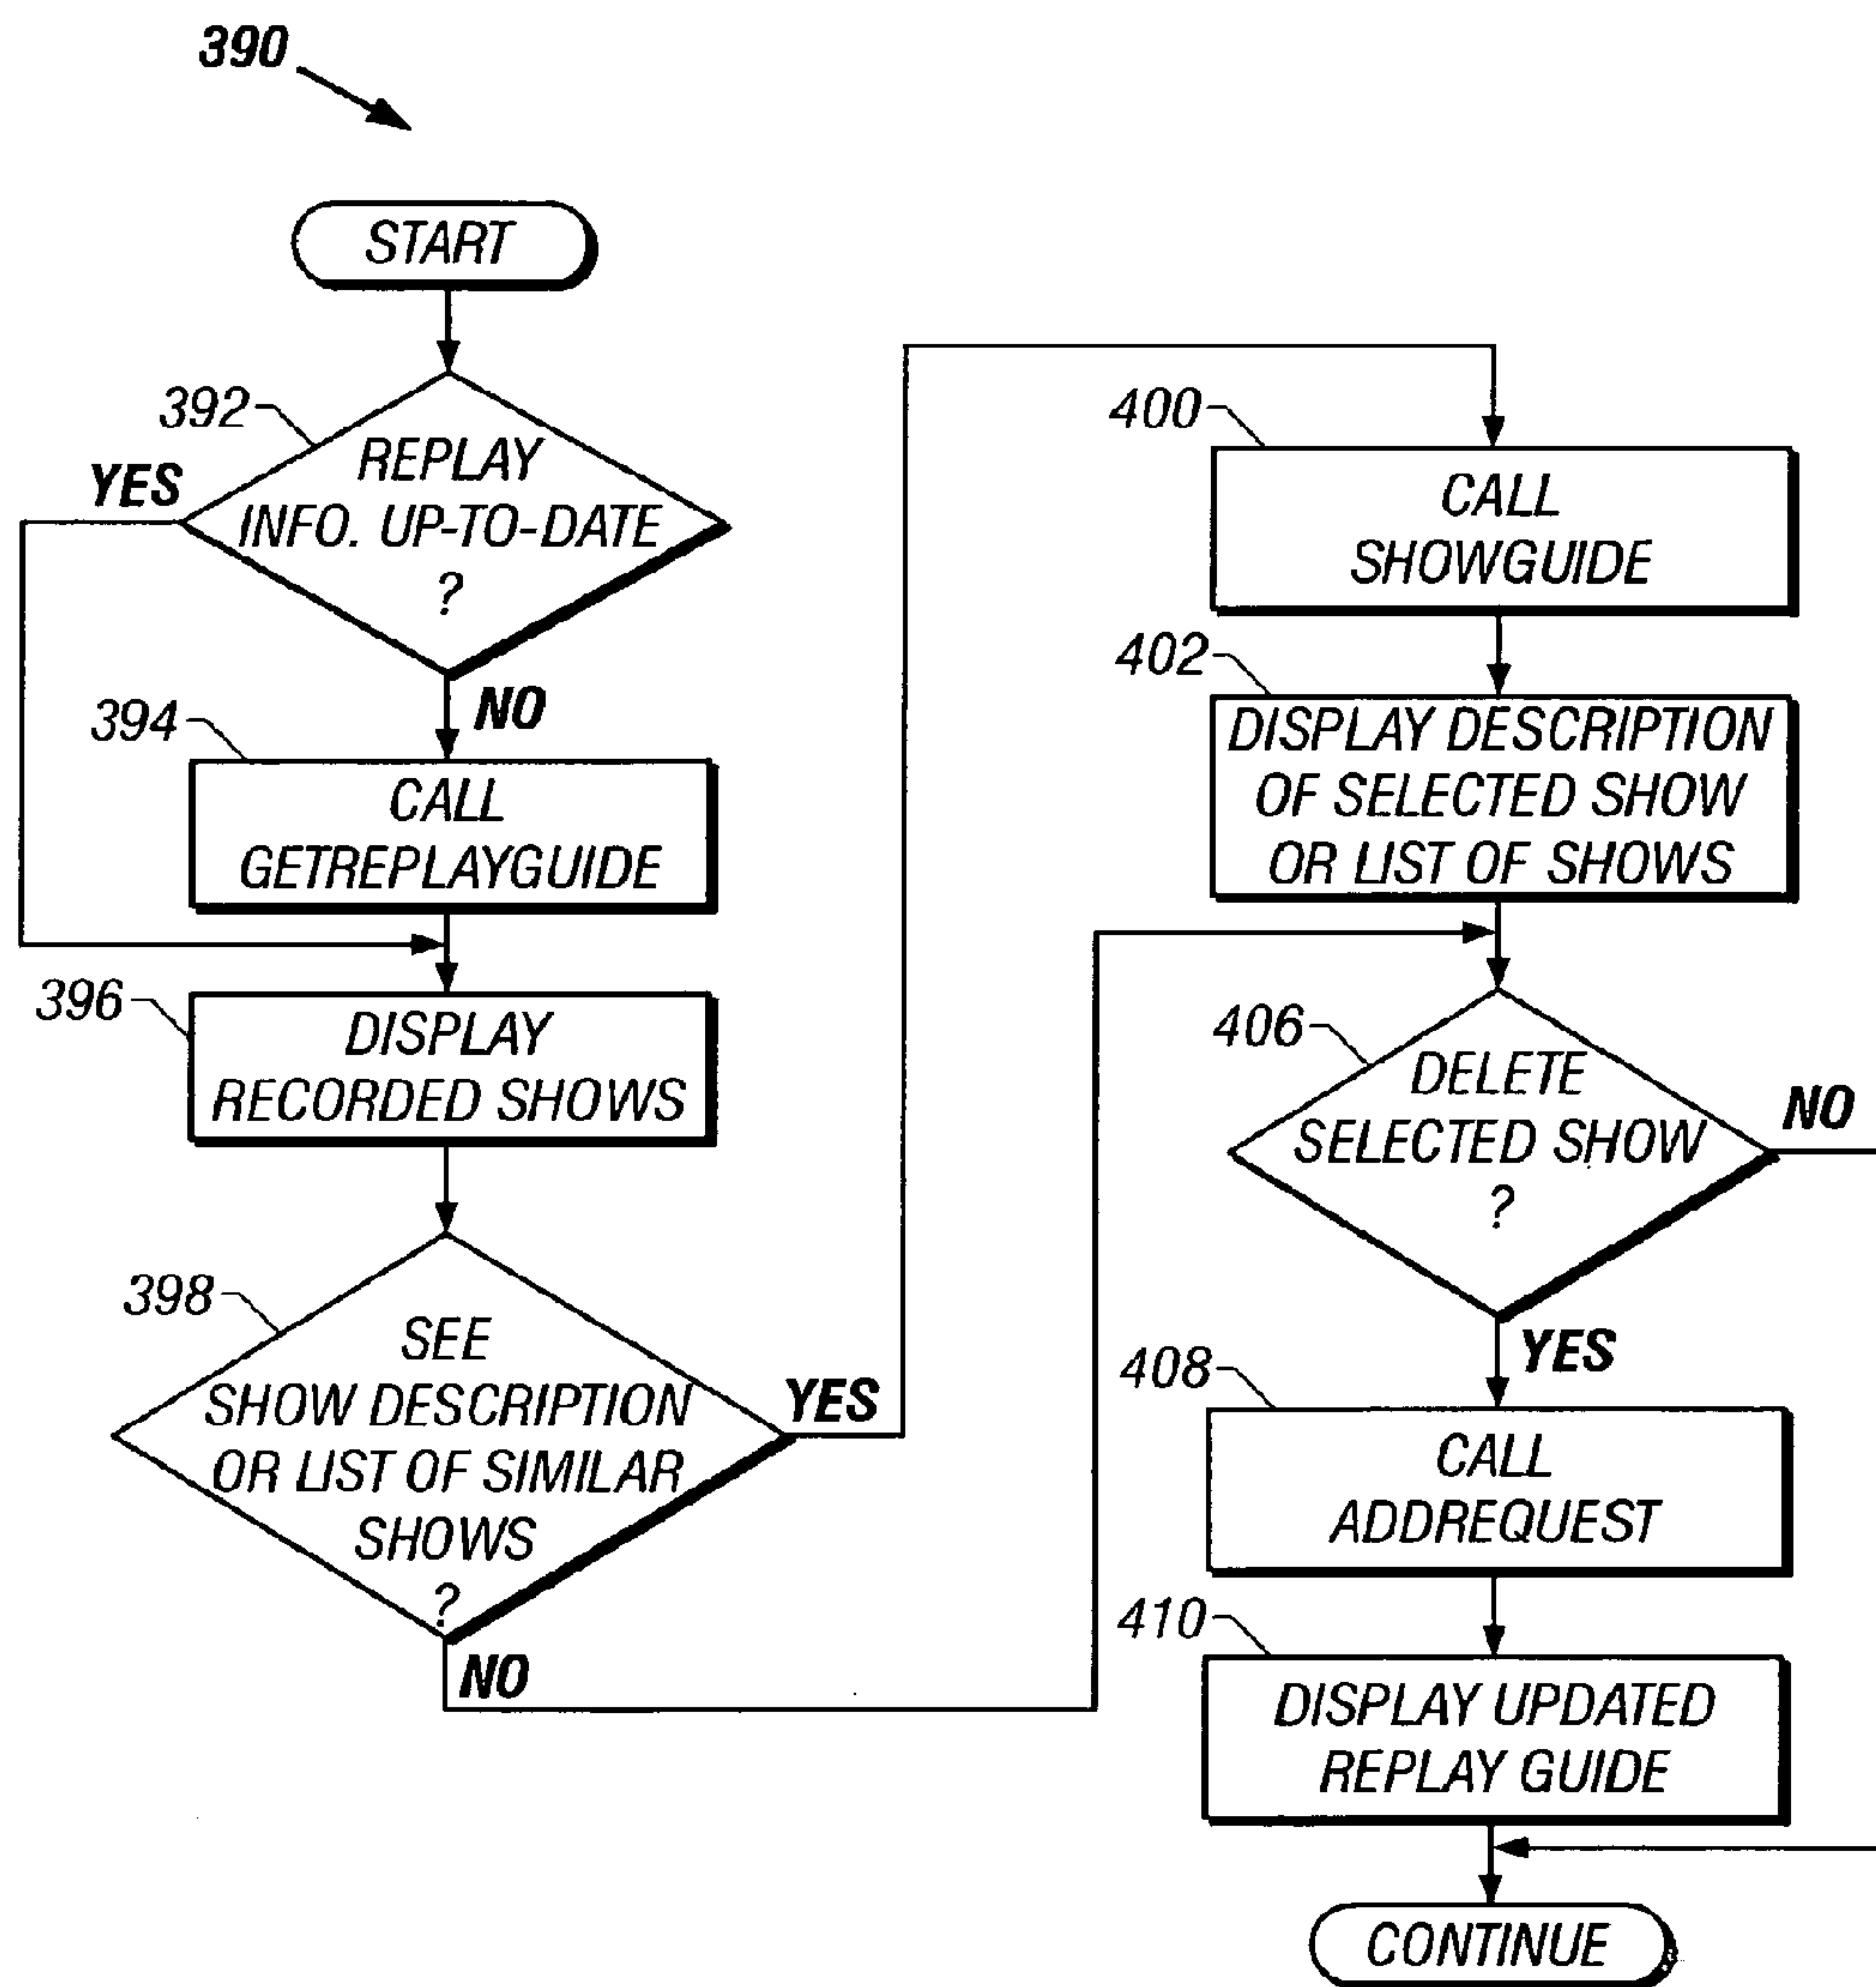 390
START
392
REPLAY
INFO. UP-TO-DATE
?
YES
NO
394
CALL
GETREPLAYGUIDE
396
DISPLAY
RECORDED SHOWS
398
SEE
SHOW DESCRIPTION
OR LIST OF SIMILAR
SHOWS
?
YES
NO
400
CALL
SHOWGUIDE
402
DISPLAY DESCRIPTION
OF SELECTED SHOW
OR LIST OF SHOWS
406
DELETE
SELECTED SHOW
?
NO
YES
408
CALL
ADDREQUEST
410
DISPLAY UPDATED
REPLAY GUIDE
CONTINUE